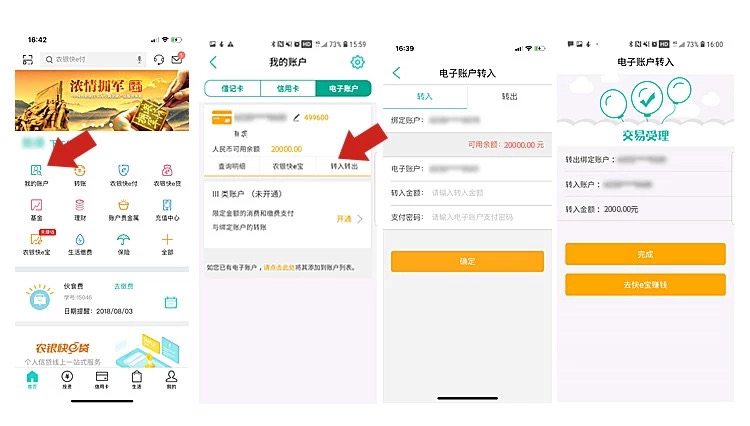 16:42
农银快e付
浓情拥军
我的账户
转账
农银快e付
农银快e贷
基金
理财
账户贵金属
充值中心
农银快e宝
生活缴费
保险
全部
伙食费
去缴费
学号:15046
日期提醒：2018/08/03
农银快e贷
个人信贷线上一站式服务
首页
投资
信用卡
生活
我的
HD
73%
15:59
我的账户
借记卡
信用卡
电子账户
499600
人民币可用余额
20000.00
查询明细
农银快e宝
转入转出
III 类账户（未开通）
限定金额的消费和缴费支付
与绑定账户的转账
开通
如您已有电子账户，请点击此处将其添加到账户列表。
16:39
电子账户转入
转入
转出
绑定账户：
可用余额：20000.00 元
电子账户：
转入金额：
请输入转入金额
支付密码：
请输入电子账户支付密码
确定
HD
73%
16:00
电子账户转入
交易受理
转出绑定账户：
转入账户：
转入金额：2000.00元
完成
去快e宝赚钱